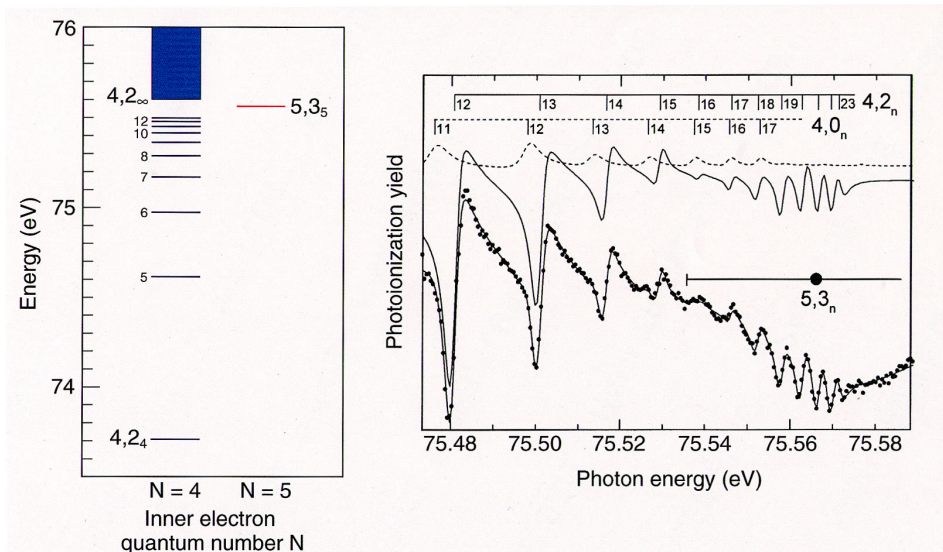 76
75
74
Energy (eV)
4,2∞
12
10
8
7
6
5
4,2₄
5,3₅
N = 4 N = 5
Inner electron
quantum number N
12 13 14 15 16 17 18 19 23 4,2ₙ
11 12 13 14 15 16 17 4,0ₙ
5,3ₙ
Photoionization yield
75.48 75.50 75.52 75.54 75.56 75.58
Photon energy (eV)